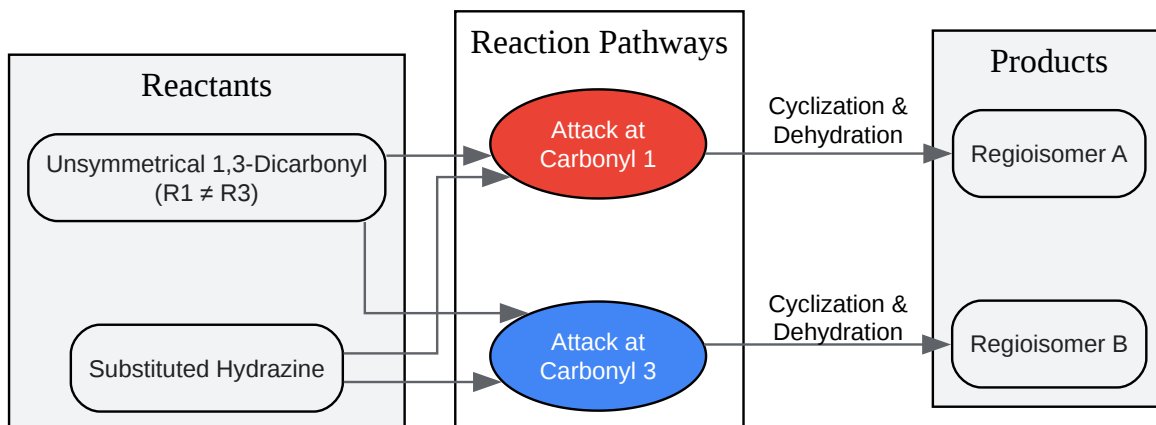 Reactants
Unsymmetrical 1,3-Dicarbonyl
(R1 ≠ R3)
Substituted Hydrazine
Reaction Pathways
Attack at
Carbonyl 1
Attack at
Carbonyl 3
Cyclization &
Dehydration
Cyclization &
Dehydration
Products
Regioisomer A
Regioisomer B